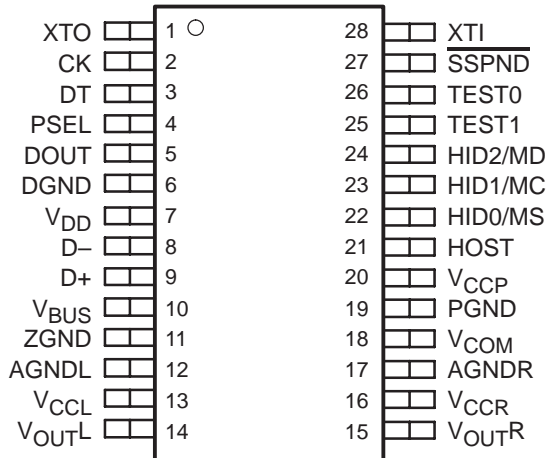 XTO 1 28 XTI
CK 2 27 SSPND
DT 3 26 TEST0
PSEL 4 25 TEST1
DOUT 5 24 HID2/MD
DGND 6 23 HID1/MC
VDD 7 22 HID0/MS
D– 8 21 HOST
D+ 9 20 VCCP
VBUS 10 19 PGND
ZGND 11 18 VCOM
AGNDL 12 17 AGNDR
VCCL 13 16 VCCR
VOUTL 14 15 VOUTR